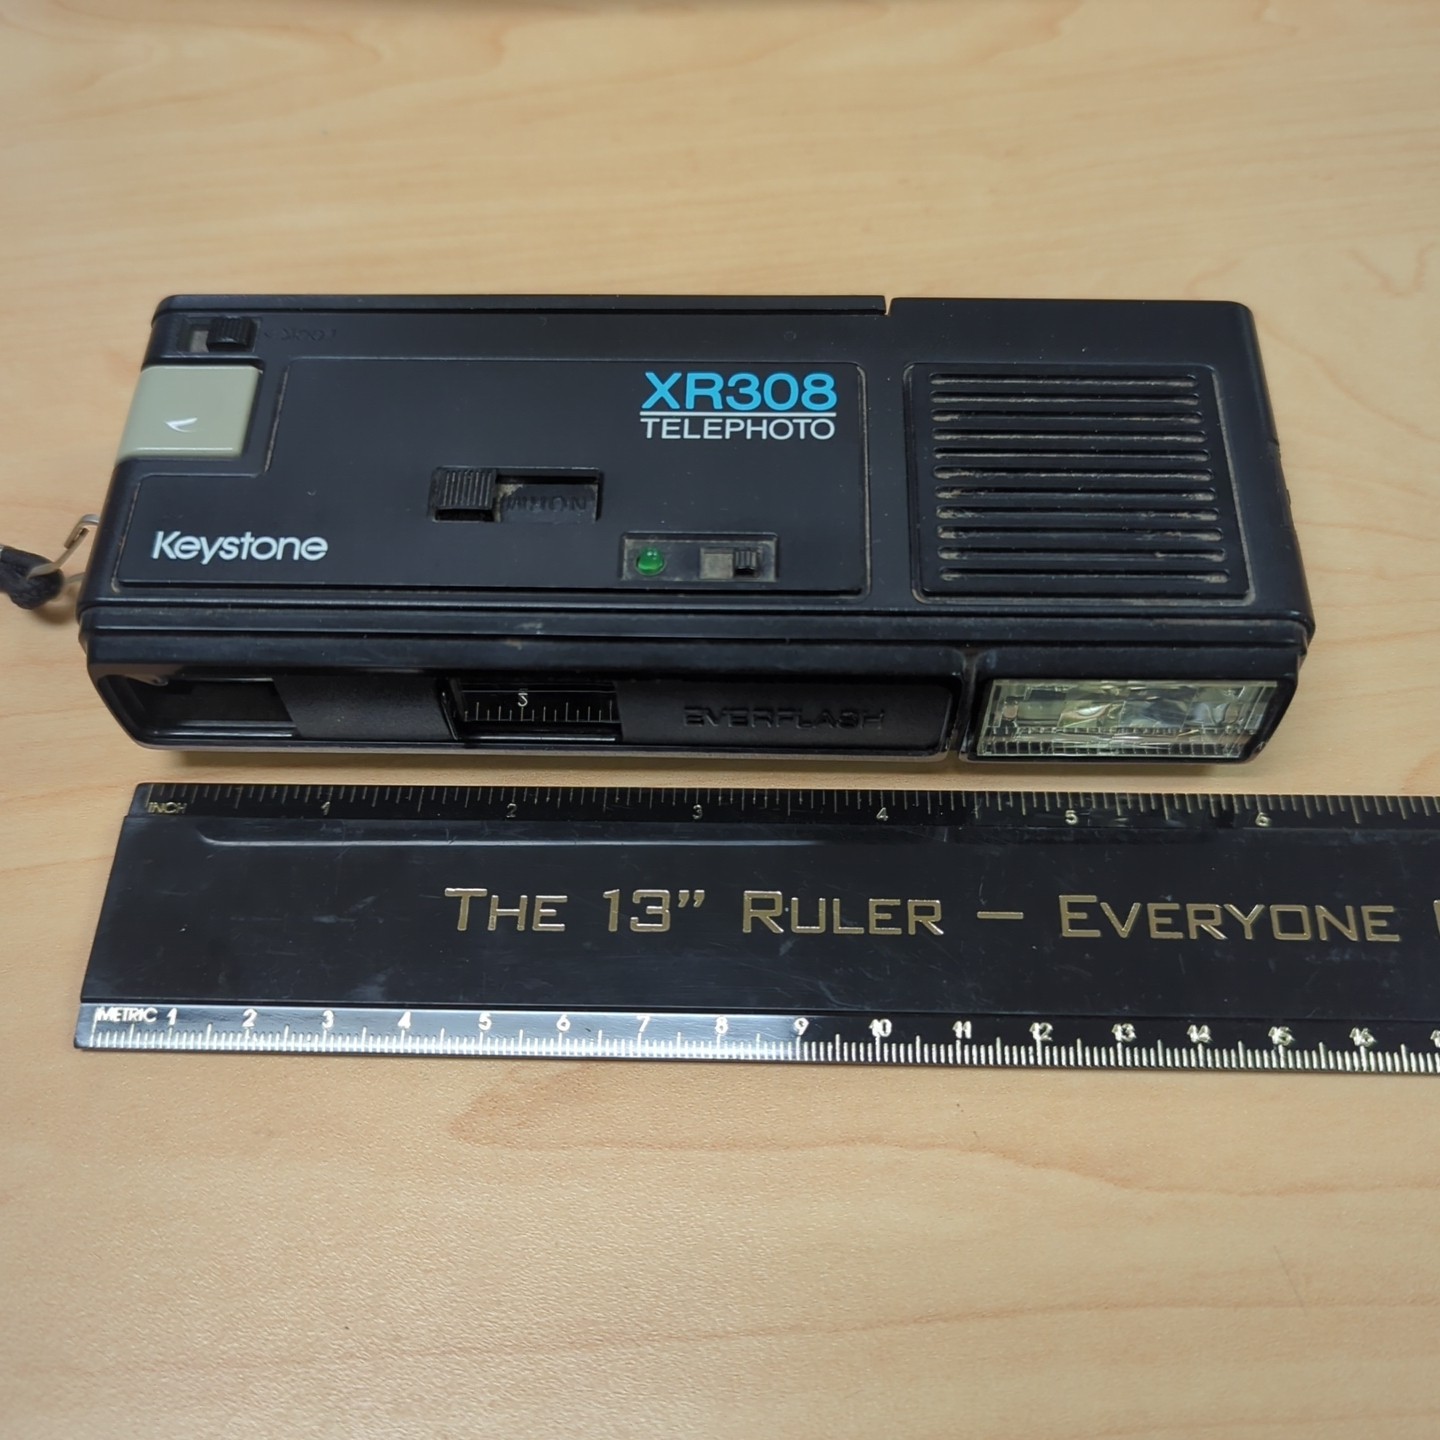 XR308
TELEPHOTO
Keystone
EVERFLASH
INCH 1 2 3 4 5 6
THE 13" RULER — EVERYONE
METRIC 1 2 3 4 5 6 7 8 9 10 11 12 13 14 15 16